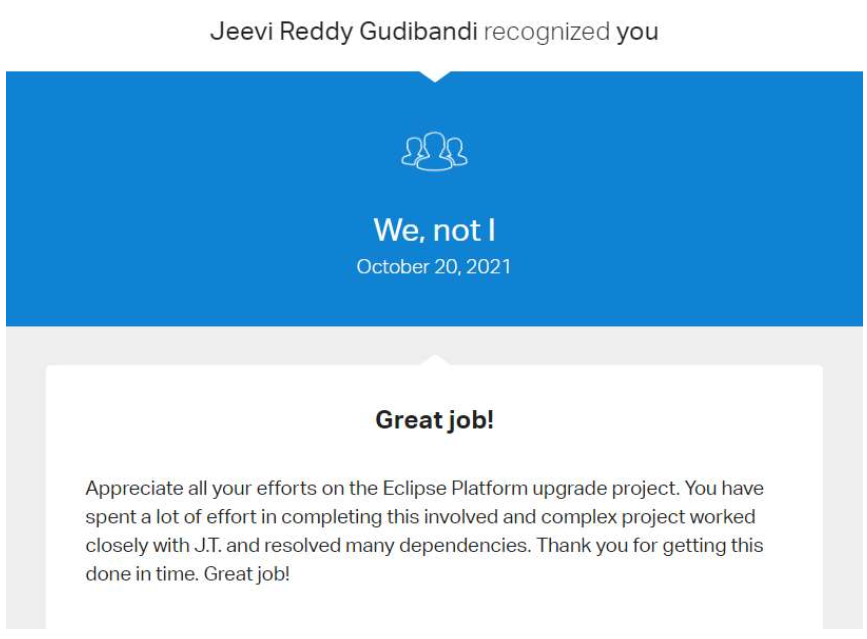 Jeevi Reddy Gudibandi recognized you
We, not I
October 20, 2021
Great job!
Appreciate all your efforts on the Eclipse Platform upgrade project. You have
spent a lot of effort in completing this involved and complex project worked
closely with J.T. and resolved many dependencies. Thank you for getting this
done in time. Great job!